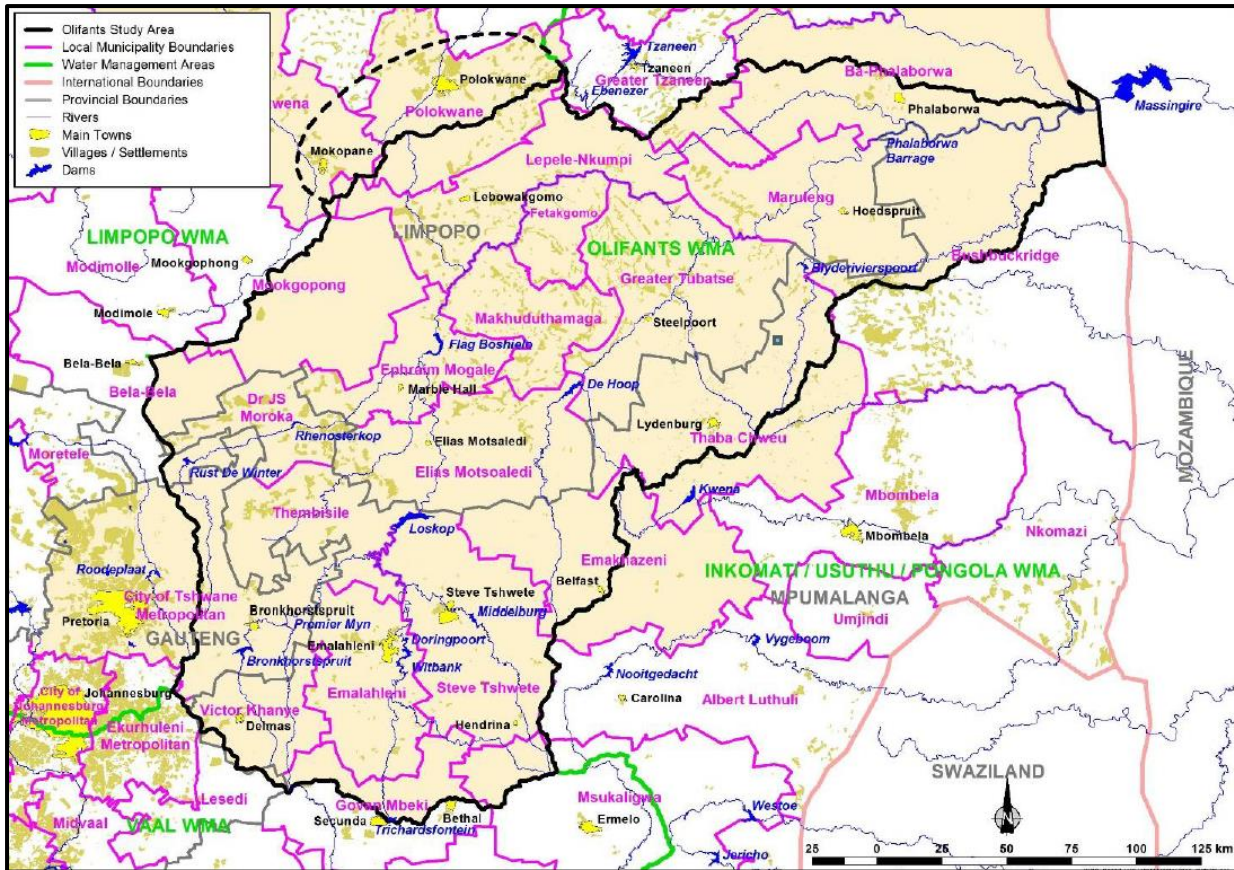 Olifants Study Area
Local Municipality Boundaries
Water Management Areas
International Boundaries
Provincial Boundaries
Rivers
Main Towns
Villages / Settlements
Dams
Tzaneen
Tzaneen
Greater Tzaneen
Ebenezer
Polokwane
Polokwane
Ba-Phalaborwa
Phalaborwa
Massingire
wena
Mokopane
Phalaborwa
Barrage
Lepele-Nkumpi
Lebowakgomo
Fetakgomo
Maruleng
Hoedspruit
LIMPOPO WMA
LIMPOPO
Modimolle
Mookgophong
Mookgopong
OLIFANTS WMA
Greater Tubatse
Blyderivierspoort
Bushbuckridge
Modimole
Makhuduthamaga
Steelpoort
Bela-Bela
Bela-Bela
Flag Boshielo
Ephraim Mogale
Marble Hall
De Hoop
MOZAMBIQUE
Dr JS
Moroka
Rhenosterkop
Elias Motsaledi
Elias Motsoaledi
Lydenburg
Thaba Chweu
Moretele
Rust De Winter
Kwena
Mbombela
Mbombela
Nkomazi
Thembisile
Loskop
Emakhazeni
Belfast
INKOMATI / USUTHU / PONGOLA WMA
MPUMALANGA
Umjindi
Roodeplaat
City of Tshwane
Metropolitan
Pretoria
GAUTENG
Bronkhorstspruit
Premier Myn
Bronkhorstspruit
Steve Tshwete
Middelburg
Doringpoort
Emalahleni
Witbank
Emalahleni
Steve Tshwete
Vygeboom
Nooitgedacht
Carolina
Albert Luthuli
City of
Johannesburg
Johannesburg
Metropolitan
Ekurhuleni
Metropolitan
Victor Khanye
Delmas
Hendrina
Lesedi
Midvaal
VAAL WMA
Govan Mbeki
Secunda
Trichardsfontein
Bethal
Msukaligwa
Ermelo
Westoe
Jericho
SWAZILAND
N
25 0 25 50 75 100 125 km